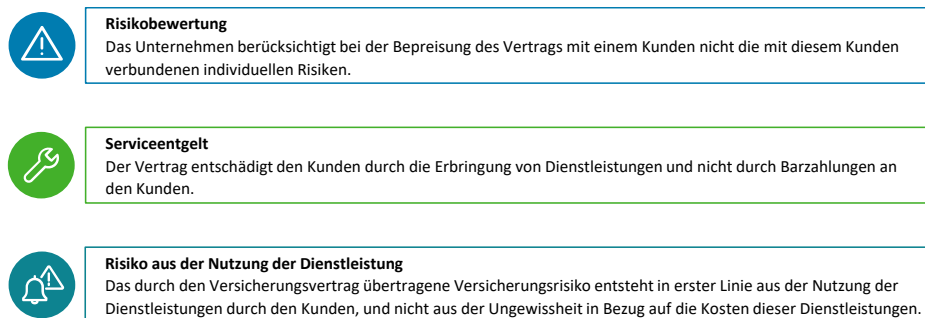 Risikobewertung
Das Unternehmen berücksichtigt bei der Bepreisung des Vertrags mit einem Kunden nicht die mit diesem Kunden
verbundenen individuellen Risiken.
Serviceentgelt
Der Vertrag entschädigt den Kunden durch die Erbringung von Dienstleistungen und nicht durch Barzahlungen an
den Kunden.
Risiko aus der Nutzung der Dienstleistung
Das durch den Versicherungsvertrag übertragene Versicherungsrisiko entsteht in erster Linie aus der Nutzung der
Dienstleistungen durch den Kunden, und nicht aus der Ungewissheit in Bezug auf die Kosten dieser Dienstleistungen.